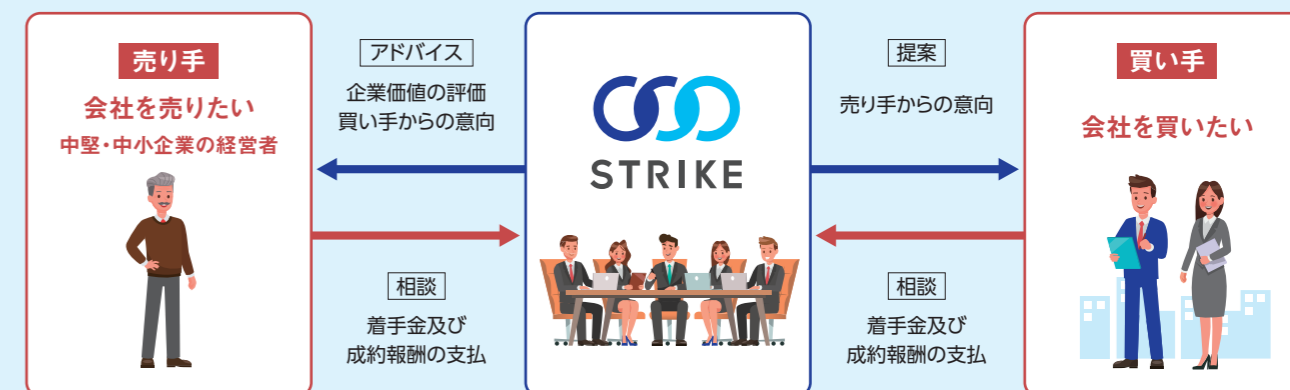 売り手
会社を売りたい
中堅・中小企業の経営者
アドバイス
企業価値の評価
買い手からの意向
相談
着手金及び
成約報酬の支払
STRIKE
提案
売り手からの意向
相談
着手金及び
成約報酬の支払
買い手
会社を買いたい